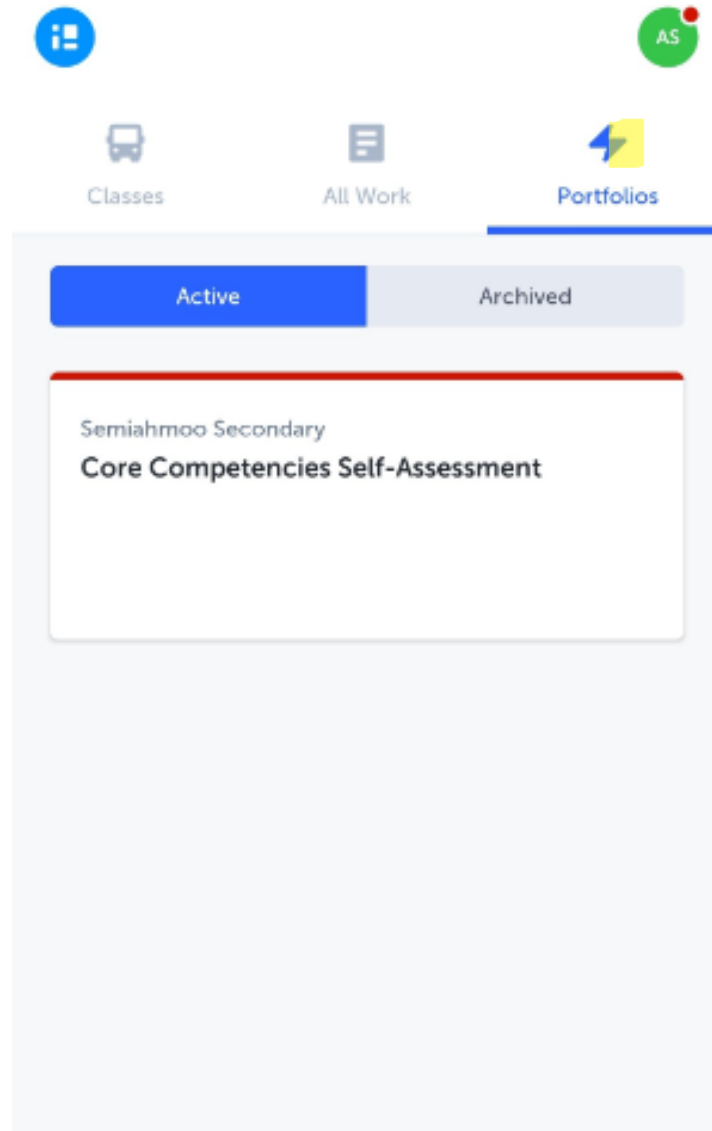 AS
Classes
All Work
Portfolios
Active
Archived
Semiahmoo Secondary
Core Competencies Self-Assessment